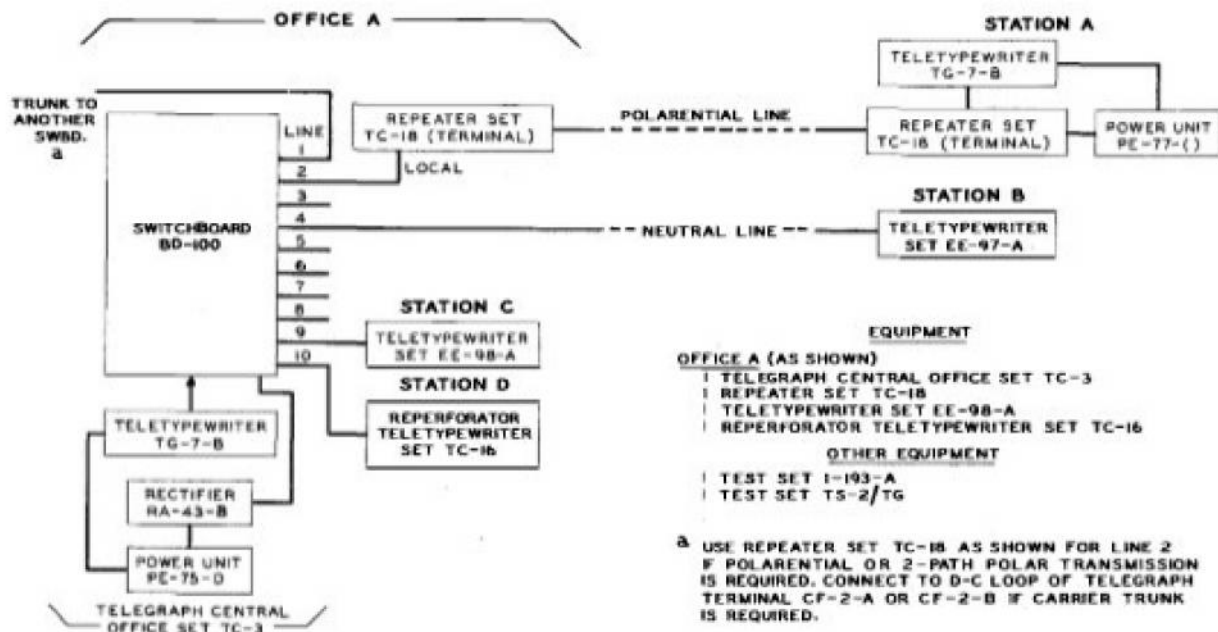 OFFICE A
TRUNK TO
ANOTHER
SWBD.
a
LINE
1
2
3
4
5
6
7
8
9
10
SWITCHBOARD
BD-100
REPEATER SET
TC-18 (TERMINAL)
LOCAL
POLARENTIAL LINE
STATION A
TELETYPEWRITER
TG-7-B
REPEATER SET
TC-18 (TERMINAL)
POWER UNIT
PE-77-( )
NEUTRAL LINE
STATION B
TELETYPEWRITER
SET EE-97-A
STATION C
TELETYPEWRITER
SET EE-98-A
STATION D
REPERFORATOR
TELETYPEWRITER
SET TC-16
TELETYPEWRITER
TG-7-B
RECTIFIER
RA-43-B
POWER UNIT
PE-75-D
TELEGRAPH CENTRAL
OFFICE SET TC-3
EQUIPMENT
OFFICE A (AS SHOWN)
1 TELEGRAPH CENTRAL OFFICE SET TC-3
1 REPEATER SET TC-18
1 TELETYPEWRITER SET EE-98-A
1 REPERFORATOR TELETYPEWRITER SET TC-16
OTHER EQUIPMENT
1 TEST SET I-193-A
1 TEST SET TS-2/TG
a USE REPEATER SET TC-18 AS SHOWN FOR LINE 2
IF POLARENTIAL OR 2-PATH POLAR TRANSMISSION
IS REQUIRED. CONNECT TO D-C LOOP OF TELEGRAPH
TERMINAL CF-2-A OR CF-2-B IF CARRIER TRUNK
IS REQUIRED.